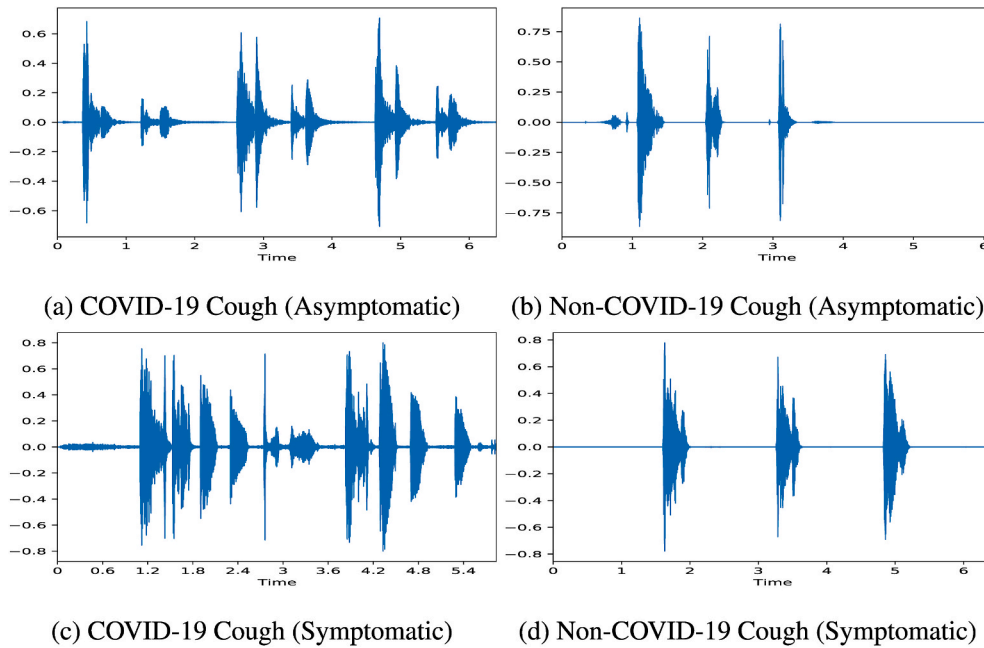 0.6
0.4
0.2
0.0
−0.2
−0.4
−0.6
0 1 2 3 4 5 6
Time
0.75
0.50
0.25
0.00
−0.25
−0.50
−0.75
0 1 2 3 4 5 6
Time
(a) COVID-19 Cough (Asymptomatic)
(b) Non-COVID-19 Cough (Asymptomatic)
0.8
0.6
0.4
0.2
0.0
−0.2
−0.4
−0.6
−0.8
0 0.6 1.2 1.8 2.4 3 3.6 4.2 4.8 5.4
Time
0.8
0.6
0.4
0.2
0.0
−0.2
−0.4
−0.6
−0.8
0 1 2 3 4 5 6
Time
(c) COVID-19 Cough (Symptomatic)
(d) Non-COVID-19 Cough (Symptomatic)